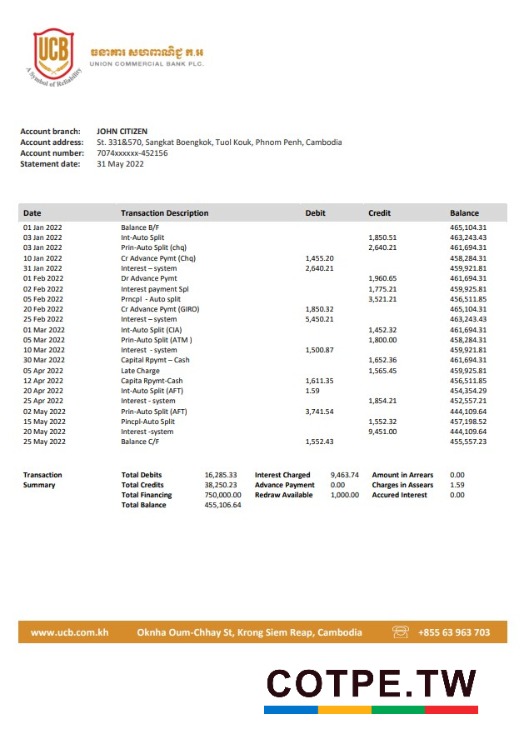 UCB
A Symbol of Reliability
ធនាគារ សហពាណិជ្ជ ក.អ
UNION COMMERCIAL BANK PLC.
Account branch: JOHN CITIZEN
Account address: St. 331&570, Sangkat Boengkok, Tuol Kouk, Phnom Penh, Cambodia
Account number: 7074xxxxxx-452156
Statement date: 31 May 2022
Date Transaction Description Debit Credit Balance
01 Jan 2022 Balance B/F 465,104.31
03 Jan 2022 Int-Auto Split 1,850.51 463,243.43
03 Jan 2022 Prin-Auto Split (chq) 2,640.21 461,694.31
10 Jan 2022 Cr Advance Pymt (Chq) 1,455.20 458,284.31
31 Jan 2022 Interest – system 2,640.21 459,921.81
01 Feb 2022 Dr Advance Pymt 1,960.65 461,694.31
02 Feb 2022 Interest payment Spl 1,775.21 459,925.81
05 Feb 2022 Prncpl - Auto split 3,521.21 456,511.85
20 Feb 2022 Cr Advance Pymt (GIRO) 1,850.32 465,104.31
25 Feb 2022 Interest – system 5,450.21 463,243.43
01 Mar 2022 Int-Auto Split (CIA) 1,452.32 461,694.31
05 Mar 2022 Prin-Auto Split (ATM ) 1,800.00 458,284.31
10 Mar 2022 Interest - system 1,500.87 459,921.81
30 Mar 2022 Capital Rpymt – Cash 1,652.36 461,694.31
05 Apr 2022 Late Charge 1,565.45 459,925.81
12 Apr 2022 Capita Rpymt-Cash 1,611.35 456,511.85
20 Apr 2022 Int-Auto Split (AFT) 1.59 454,354.29
25 Apr 2022 Interest - system 1,854.21 452,557.21
02 May 2022 Prin-Auto Split (AFT) 3,741.54 444,109.64
15 May 2022 Pincpl-Auto Split 1,552.32 457,198.52
20 May 2022 Interest -system 9,451.00 444,109.64
25 May 2022 Balance C/F 1,552.43 455,557.23
Transaction Total Debits 16,285.33 Interest Charged 9,463.74 Amount in Arrears 0.00
Summary Total Credits 38,250.23 Advance Payment 0.00 Charges in Assears 1.59
Total Financing 750,000.00 Redraw Available 1,000.00 Accured Interest 0.00
Total Balance 455,106.64
www.ucb.com.kh Oknha Oum-Chhay St, Krong Siem Reap, Cambodia +855 63 963 703
COTPE.TW